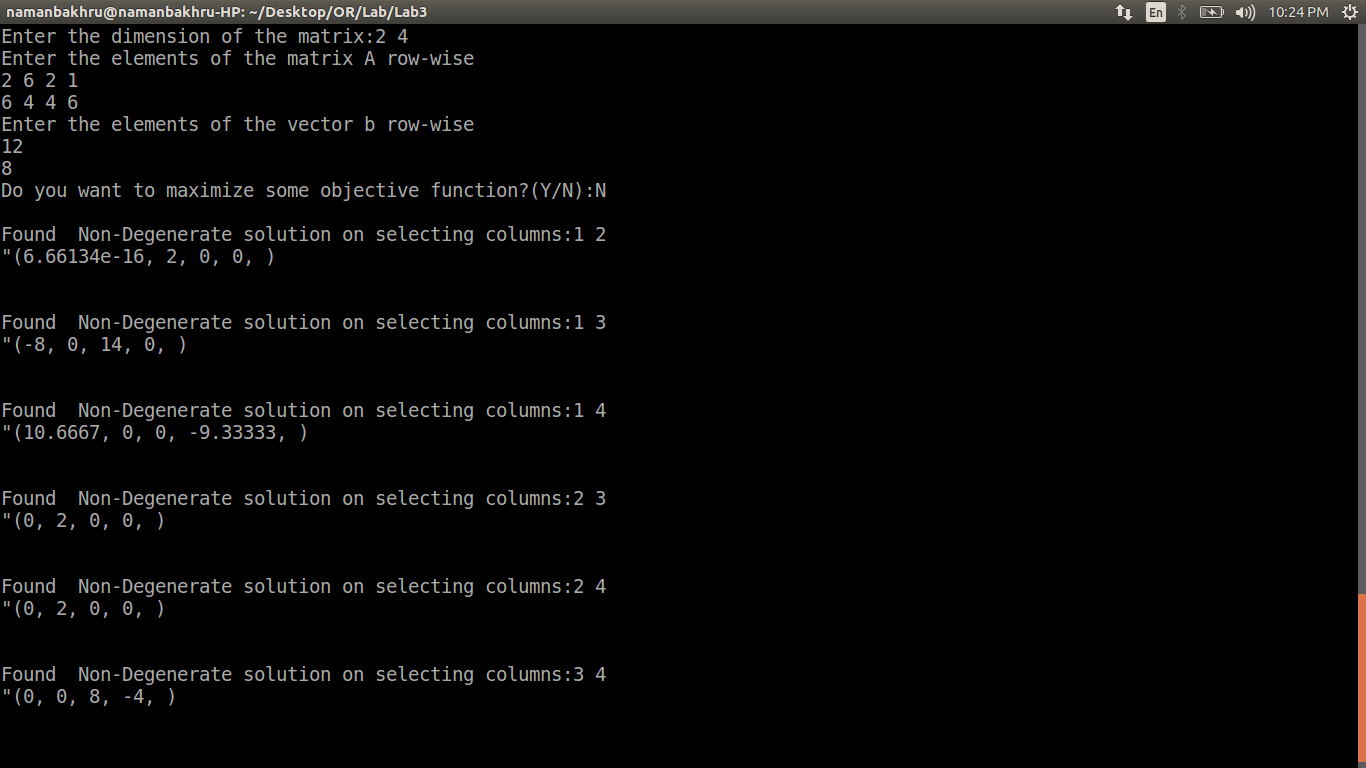 namanbakhru@namanbakhru-HP: ~/Desktop/OR/Lab/Lab3 En 10:24 PM
Enter the dimension of the matrix:2 4
Enter the elements of the matrix A row-wise
2 6 2 1
6 4 4 6
Enter the elements of the vector b row-wise
12
8
Do you want to maximize some objective function?(Y/N):N
Found  Non-Degenerate solution on selecting columns:1 2
"(6.66134e-16, 2, 0, 0, )
Found  Non-Degenerate solution on selecting columns:1 3
"(-8, 0, 14, 0, )
Found  Non-Degenerate solution on selecting columns:1 4
"(10.6667, 0, 0, -9.33333, )
Found  Non-Degenerate solution on selecting columns:2 3
"(0, 2, 0, 0, )
Found  Non-Degenerate solution on selecting columns:2 4
"(0, 2, 0, 0, )
Found  Non-Degenerate solution on selecting columns:3 4
"(0, 0, 8, -4, )